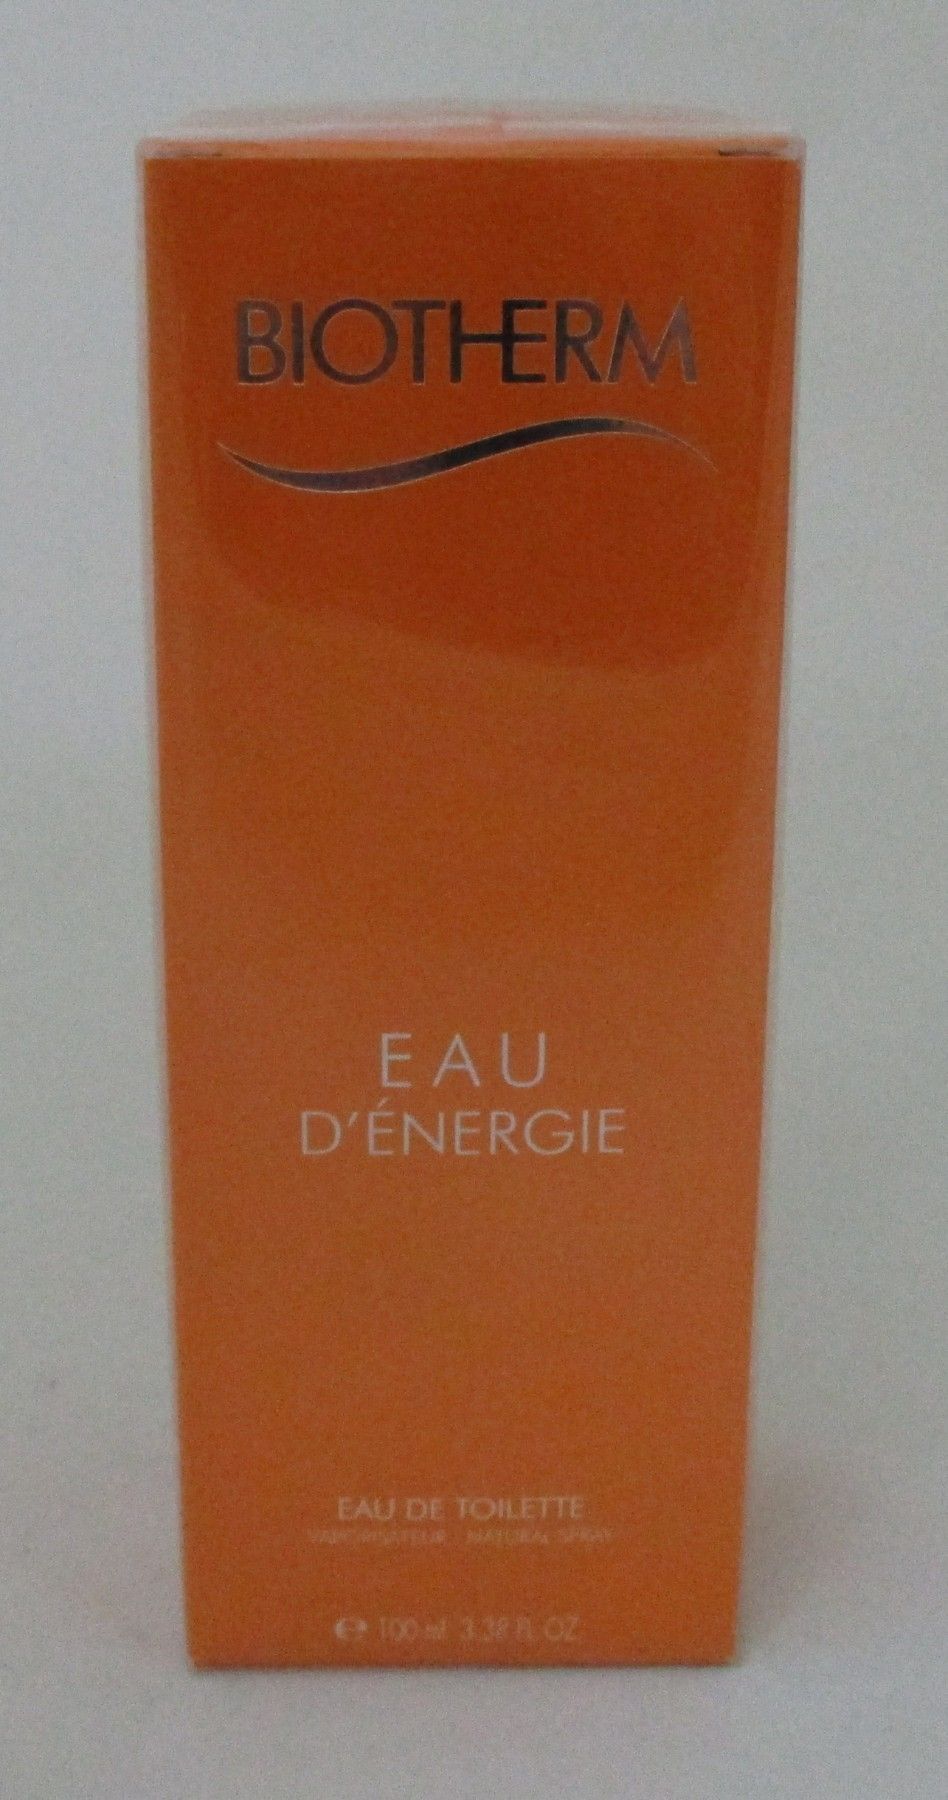 BIOTHERM
EAU
D'ÉNERGIE
EAU DE TOILETTE
VAPORISATEUR NATURAL SPRAY
℮ 100 ml 3.38 FL OZ